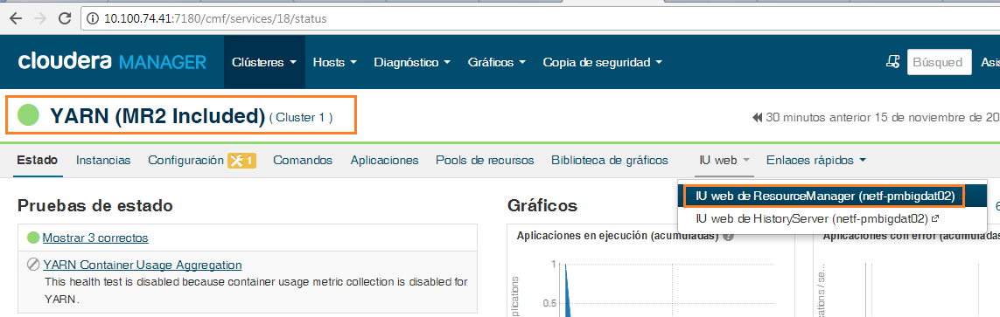 10.100.74.41:7180/cmf/services/18/status
cloudera MANAGER Clústeres Hosts Diagnóstico Gráficos Copia de seguridad Búsqued Asis
YARN (MR2 Included) ( Cluster 1 ) 30 minutos anterior 15 de noviembre de 20
Estado Instancias Configuración 1 Comandos Aplicaciones Pools de recursos Biblioteca de gráficos IU web Enlaces rápidos
IU web de ResourceManager (netf-pmbigdat02)
IU web de HistoryServer (netf-pmbigdat02)
Pruebas de estado
Mostrar 3 correctos
YARN Container Usage Aggregation
This health test is disabled because container usage metric collection is disabled for
YARN.
Gráficos
Aplicaciones en ejecución (acumuladas)
plications
1
0.5
Aplicaciones con error (acumuladas
ciones / se...